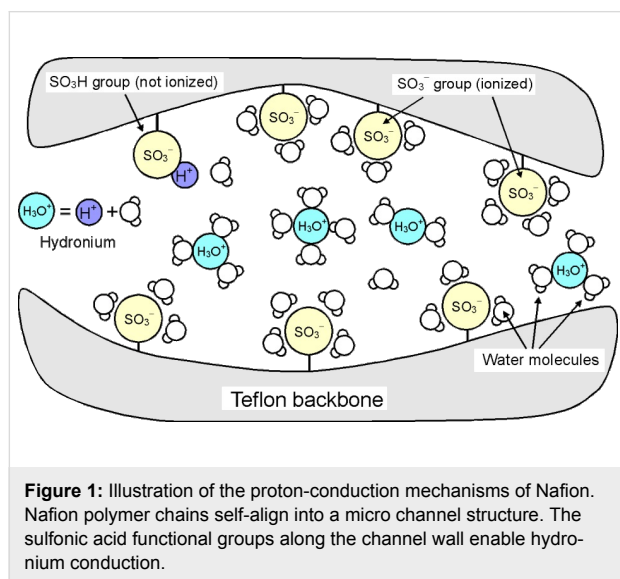 SO₃H group (not ionized)
SO₃⁻ group (ionized)
SO₃⁻
SO₃⁻
SO₃⁻
H⁺
SO₃⁻
H₃O⁺ = H⁺ +
Hydronium
H₃O⁺
H₃O⁺
H₃O⁺
H₃O⁺
SO₃⁻
SO₃⁻
SO₃⁻
Water molecules
Teflon backbone
Figure 1: Illustration of the proton-conduction mechanisms of Nafion.
Nafion polymer chains self-align into a micro channel structure. The
sulfonic acid functional groups along the channel wall enable hydro-
nium conduction.